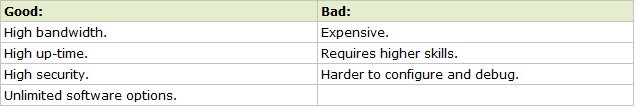 Good: Bad:
High bandwidth. Expensive.
High up-time. Requires higher skills.
High security. Harder to configure and debug.
Unlimited software options.